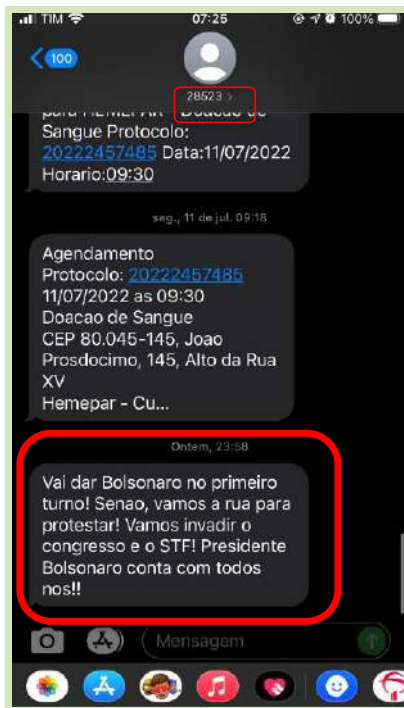 TIM
07:25
100%
100
28523 >
para HEMEPAR - Doacao de
Sangue Protocolo:
20222457485 Data:11/07/2022
Horario:09:30
seg., 11 de jul. 09:18
Agendamento
Protocolo: 20222457485
11/07/2022 as 09:30
Doacao de Sangue
CEP 80.045-145, Joao
Prosdocimo, 145, Alto da Rua
XV
Hemepar - Cu...
Ontem, 23:58
Vai dar Bolsonaro no primeiro
turno! Senao, vamos a rua para
protestar! Vamos invadir o
congresso e o STF! Presidente
Bolsonaro conta com todos
nos!!
Mensagem